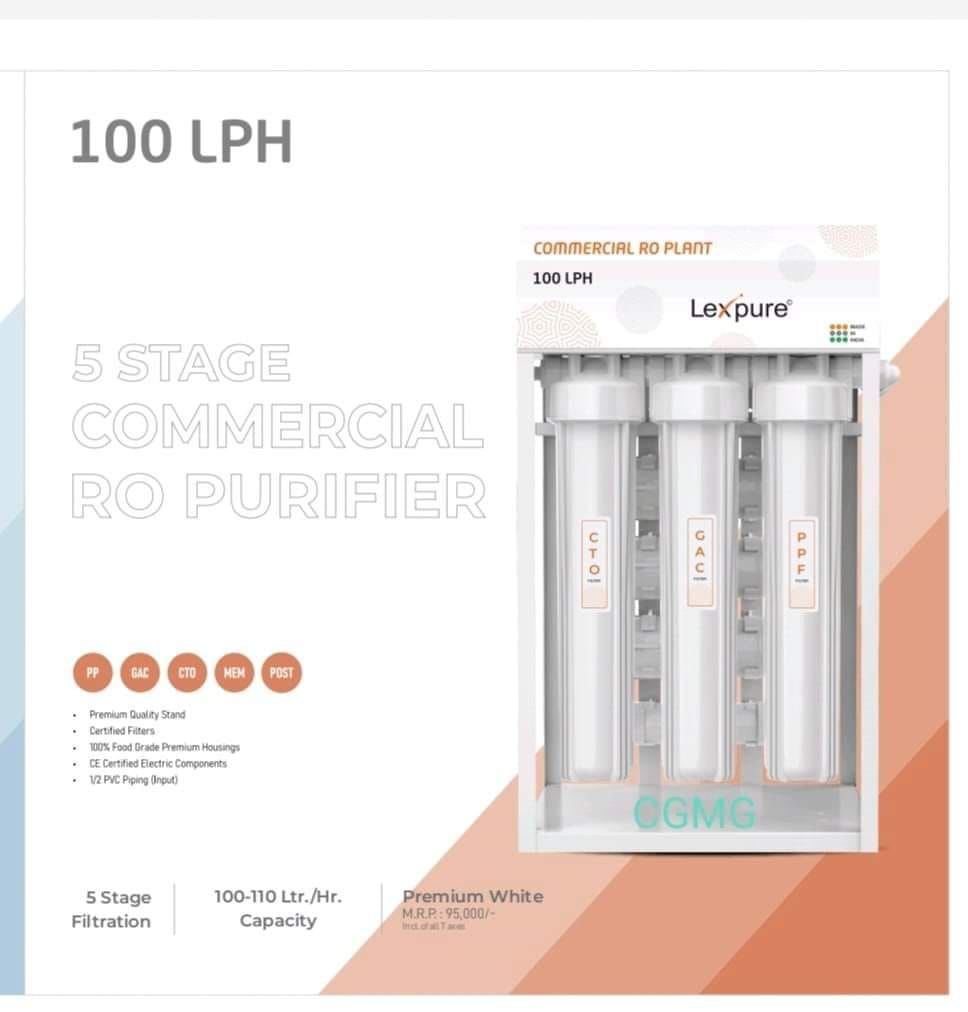 100 LPH
COMMERCIAL RO PLANT
100 LPH
Lexpure©
MADE
IN
INDIA
5 STAGE
COMMERCIAL
RO PURIFIER
C
T
O
FILTER
G
A
C
FILTER
P
P
F
FILTER
PP GAC CTO MEM POST
• Premium Quality Stand
• Certified Filters
• 100% Food Grade Premium Housings
• CE Certified Electric Components
• 1/2 PVC Piping (Input)
CGMG
5 Stage
Filtration
100-110 Ltr./Hr.
Capacity
Premium White
M.R.P.: 95,000/-
Incl. of all Taxes